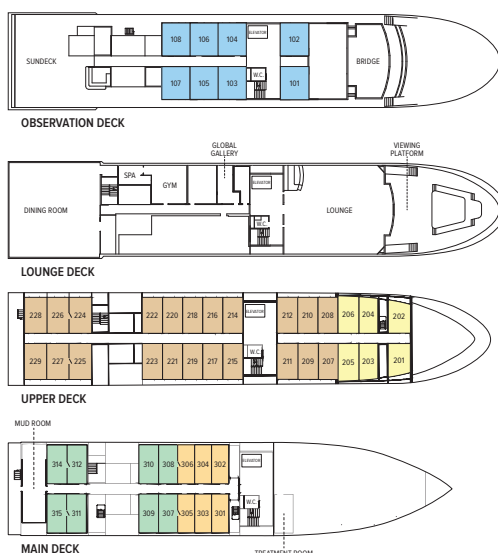 108 106 104 ELEVATOR 102
SUNDECK BRIDGE
W.C.
107 105 103 101
OBSERVATION DECK
GLOBAL
GALLERY
VIEWING
PLATFORM
SPA
GYM
ELEVATOR
DINING ROOM LOUNGE
W.C.
LOUNGE DECK
228 226 224 222 220 218 216 214 ELEVATOR 212 210 208 206 204 202
W.C.
229 227 225 223 221 219 217 215 211 209 207 205 203 201
UPPER DECK
MUD ROOM
314 312 310 308 306 304 302 ELEVATOR
W.C.
315 311 309 307 305 303 301
MAIN DECK
TREATMENT ROOM